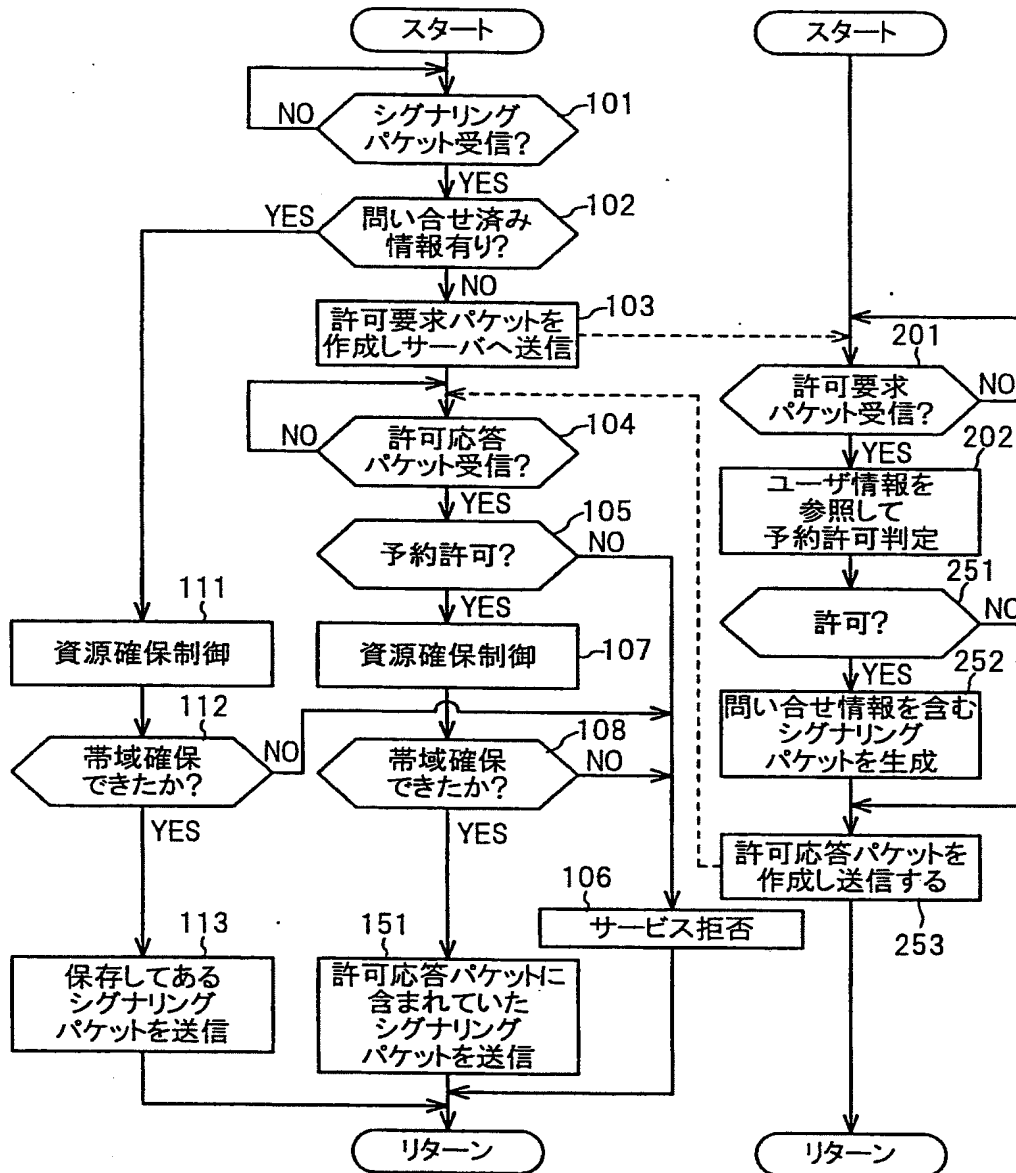 スタート
NO
シグナリング
パケット受信?
101
YES
YES
問い合せ済み
情報有り?
102
NO
許可要求パケットを
作成しサーバへ送信
103
NO
許可応答
パケット受信?
104
YES
予約許可?
105
NO
YES
111
資源確保制御
資源確保制御
107
112
帯域確保
できたか?
NO
YES
帯域確保
できたか?
108
NO
YES
106
サービス拒否
113
保存してある
シグナリング
パケットを送信
151
許可応答パケットに
含まれていた
シグナリング
パケットを送信
リターン
スタート
201
許可要求
パケット受信?
NO
YES
202
ユーザ情報を
参照して
予約許可判定
251
許可?
NO
YES
252
問い合せ情報を含む
シグナリング
パケットを生成
許可応答パケットを
作成し送信する
253
リターン